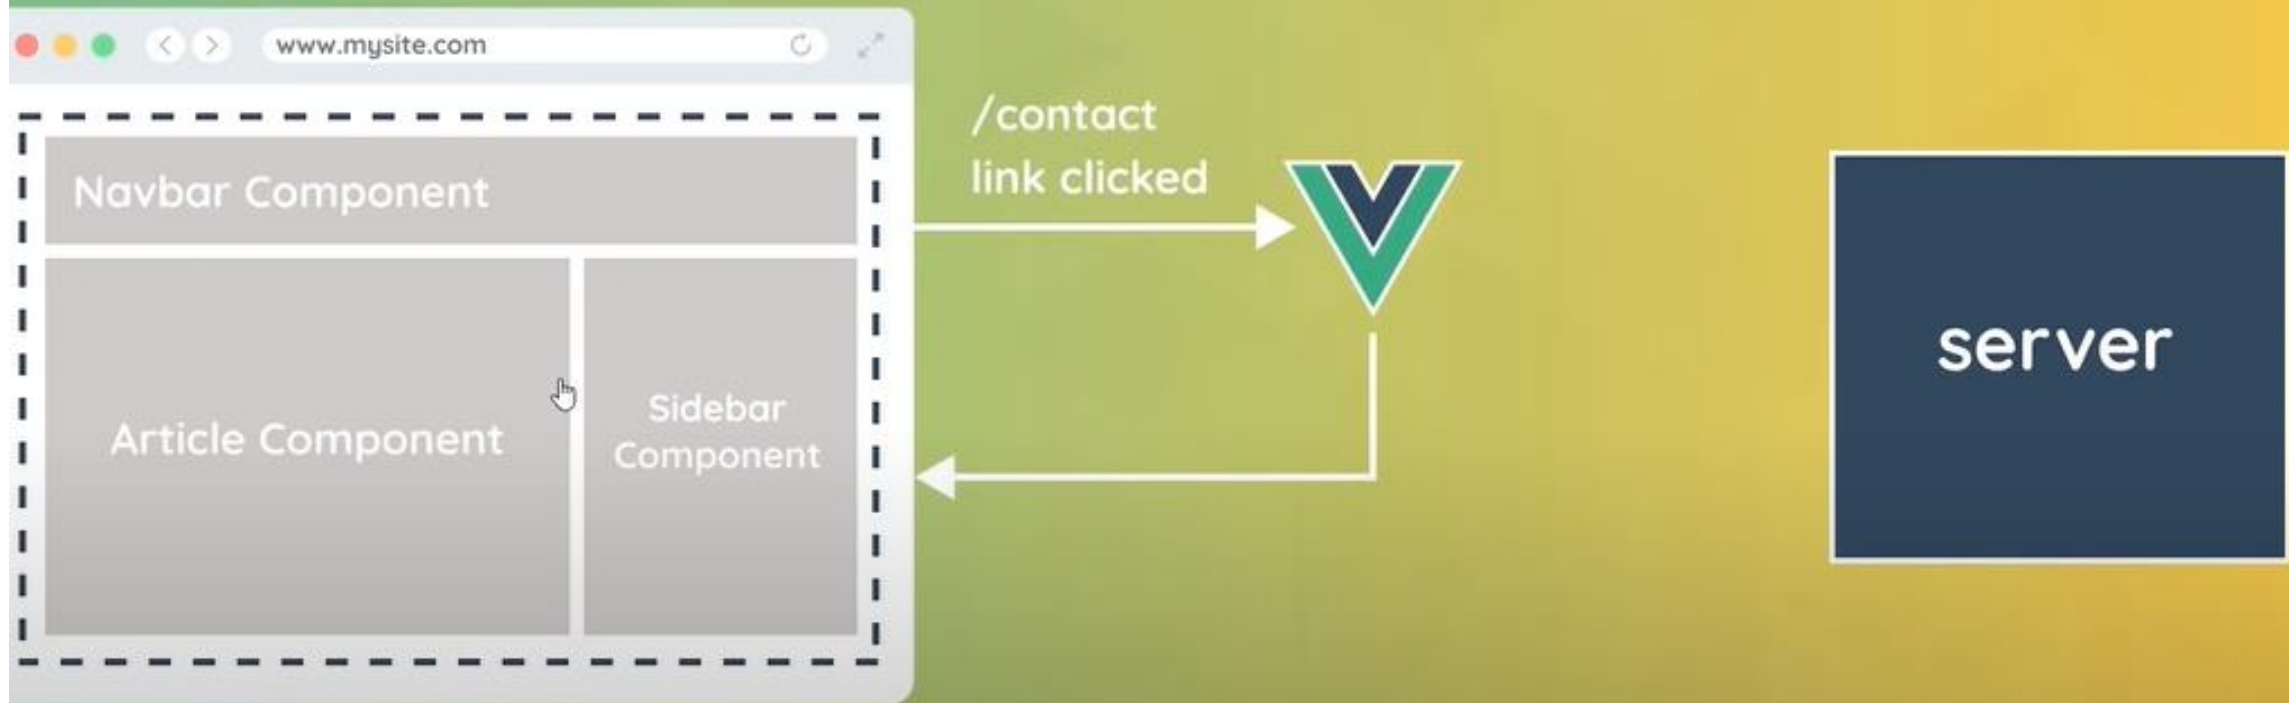 www.mysite.com
/contact
link clicked
Navbar Component
Article Component
Sidebar
Component
server